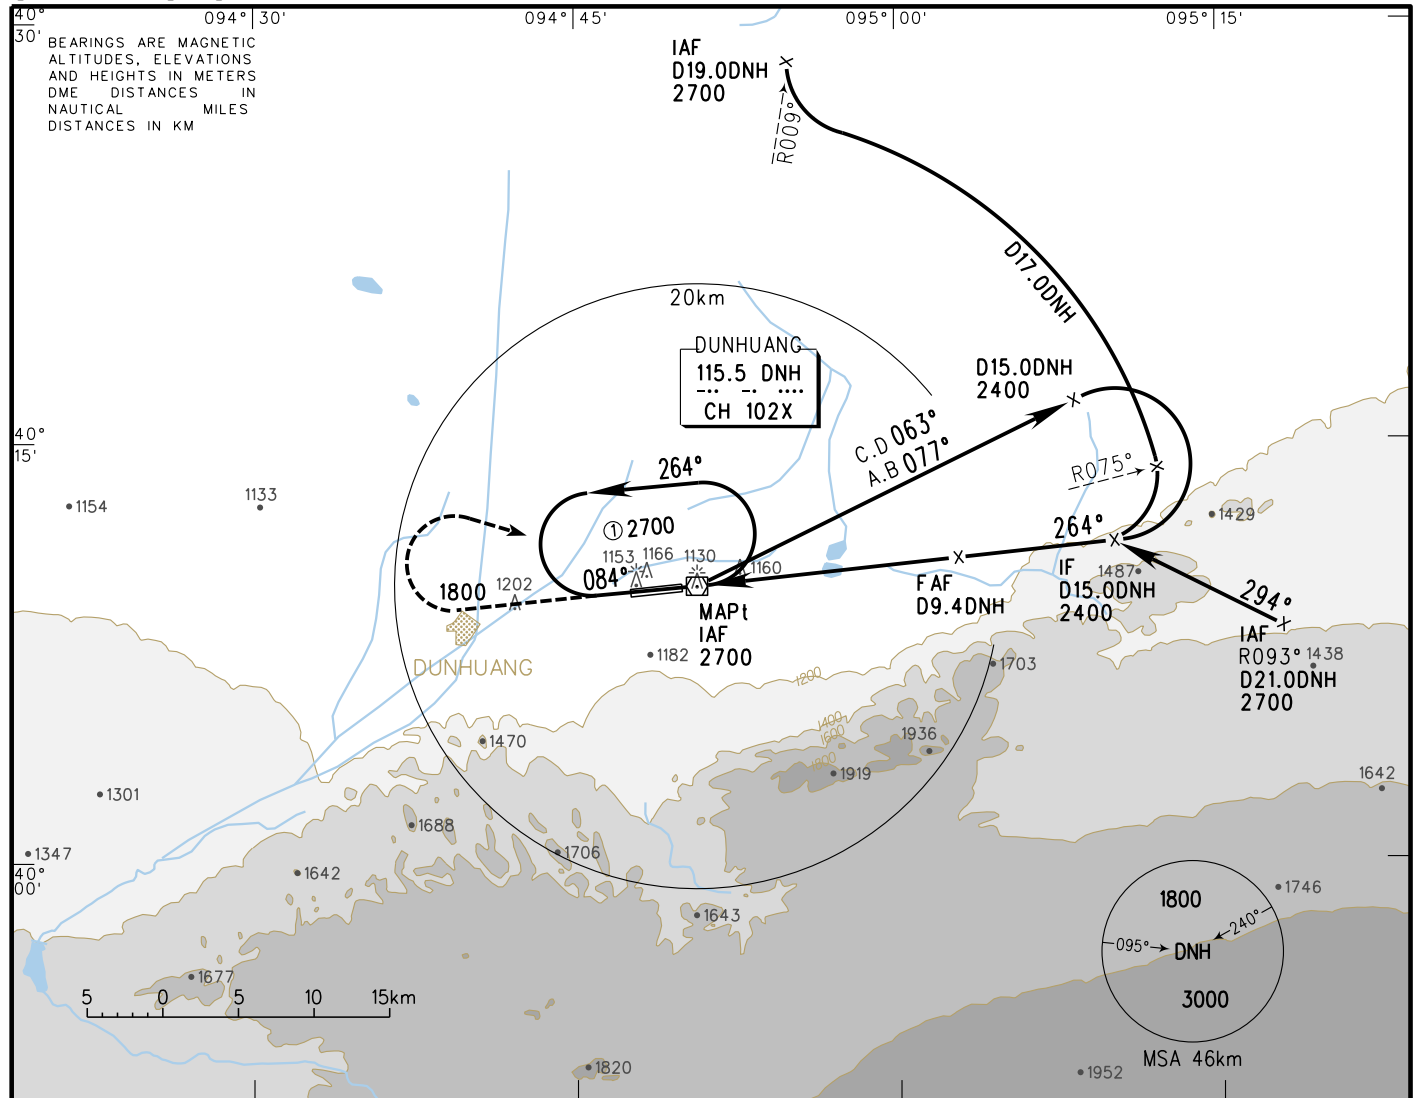 094° 30'
094° 45'
095° 00'
095° 15'
40°
30'
BEARINGS ARE MAGNETIC
ALTITUDES, ELEVATIONS
AND HEIGHTS IN METERS
DME DISTANCES IN
NAUTICAL MILES
DISTANCES IN KM
IAF
D19.0DNH
2700
R009°
D17.0DNH
20km
DUNHUANG
115.5 DNH
-·· -· ····
CH 102X
D15.0DNH
2400
C.D 063°
A.B 077°
R075°
40°
15'
1154
1133
264°
① 2700
1153
1166
1130
1160
084°
1800
1202
264°
1429
1487
FAF
D9.4DNH
IF
D15.0DNH
2400
294°
MAPt
IAF
2700
IAF
R093°
D21.0DNH
2700
1438
DUNHUANG
1182
1703
1200
1400
1600
1800
1470
1936
1919
1642
1301
1688
1706
1347
40°
00'
1642
1643
1746
1677
5 0 5 10 15km
1800
095°
240°
DNH
3000
MSA 46km
1820
1952